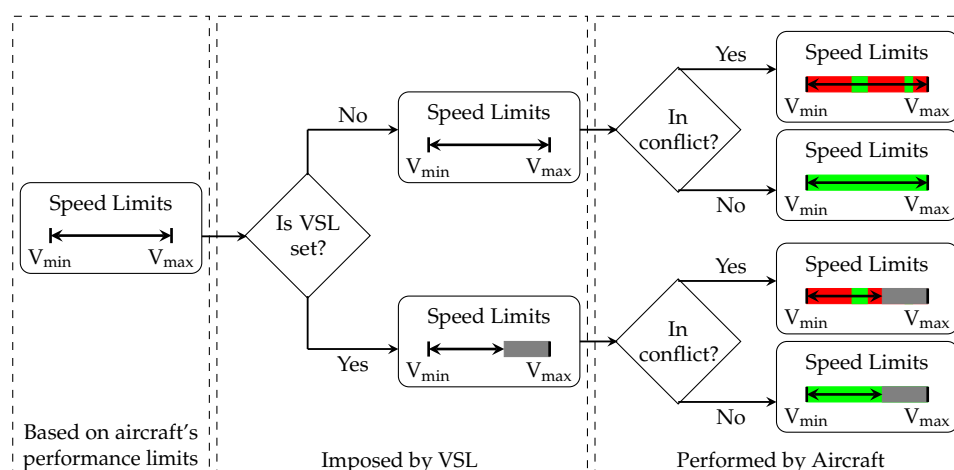 Speed Limits
V_min V_max
Based on aircraft's
performance limits
Is VSL
set?
No
Yes
Speed Limits
V_min V_max
Speed Limits
V_min V_max
Imposed by VSL
In
conflict?
Yes
No
Speed Limits
V_min V_max
Speed Limits
V_min V_max
In
conflict?
Yes
No
Speed Limits
V_min V_max
Speed Limits
V_min V_max
Performed by Aircraft